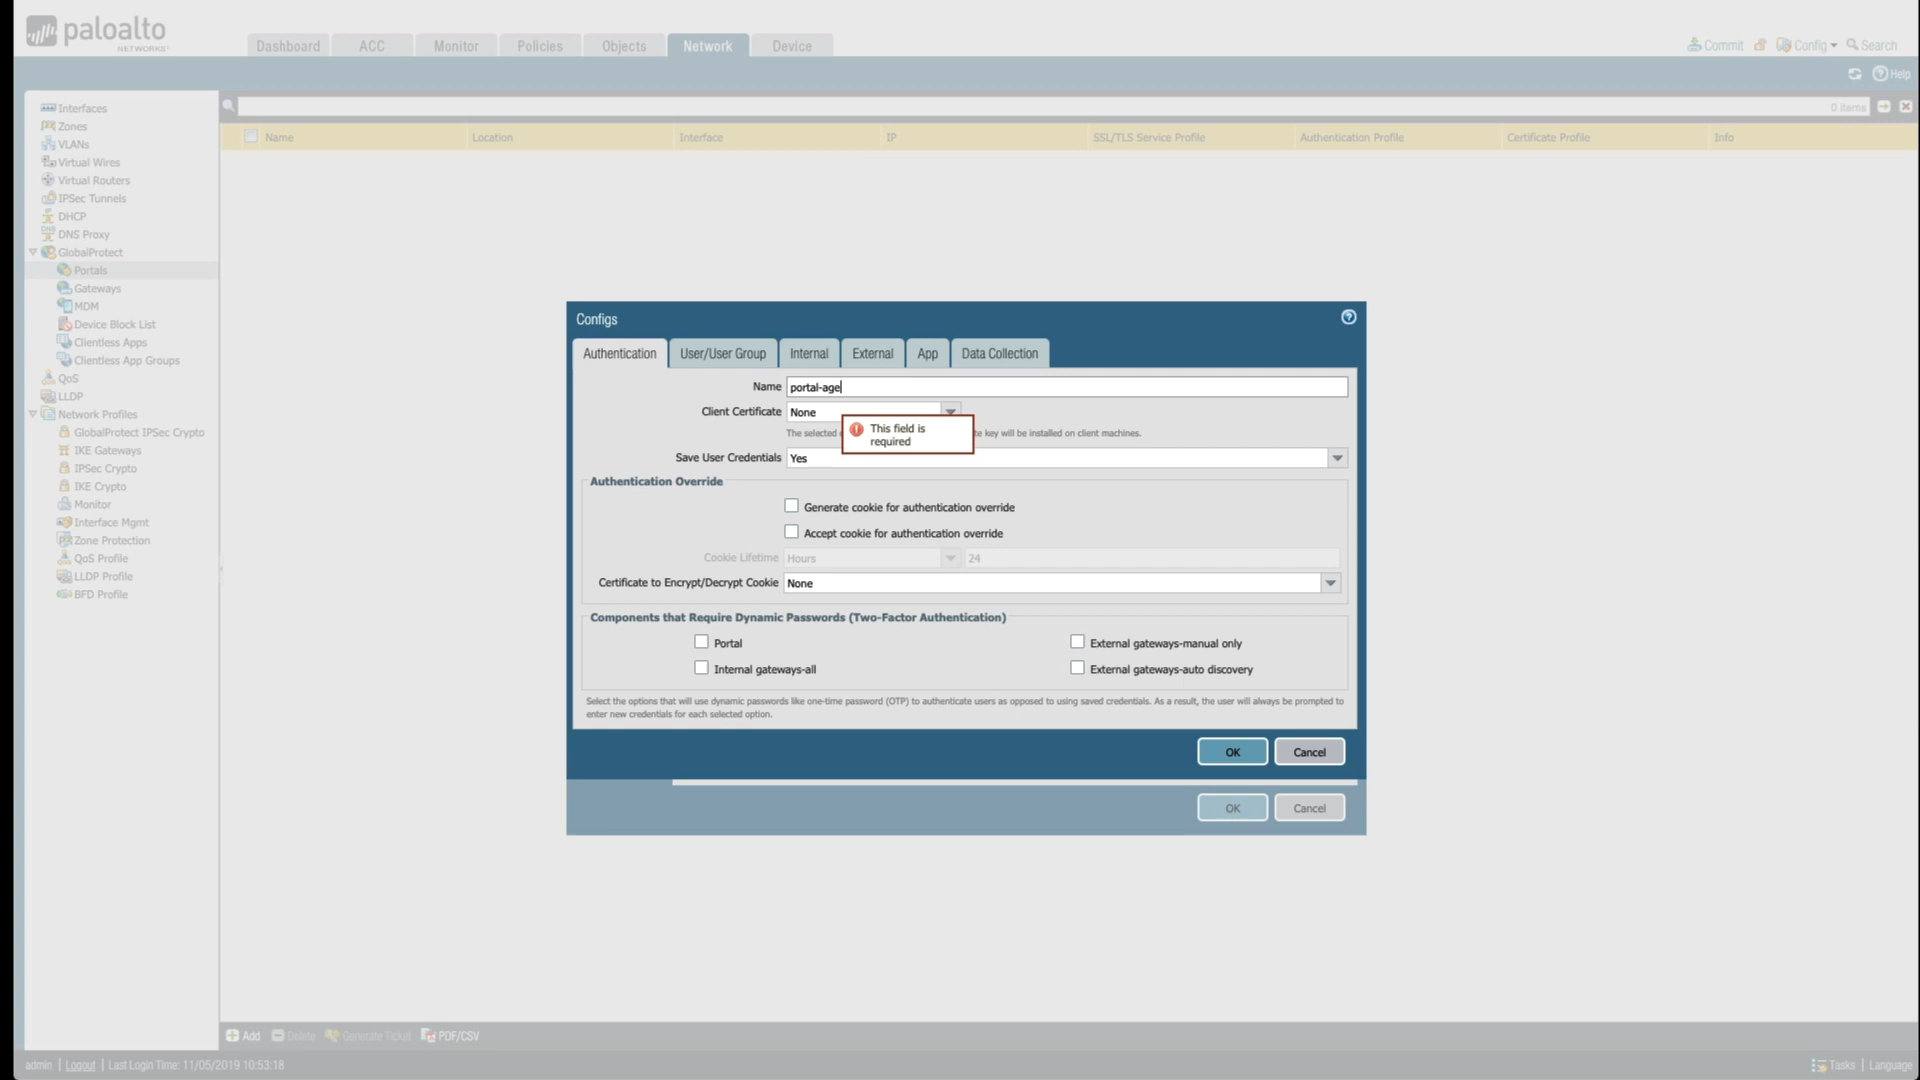 paloalto
NETWORKS
Dashboard ACC Monitor Policies Objects Network Device
Commit Config Search
Help
0 items
Interfaces
Zones
VLANs
Virtual Wires
Virtual Routers
IPSec Tunnels
DHCP
DNS Proxy
GlobalProtect
Portals
Gateways
MDM
Device Block List
Clientless Apps
Clientless App Groups
QoS
LLDP
Network Profiles
GlobalProtect IPSec Crypto
IKE Gateways
IPSec Crypto
IKE Crypto
Monitor
Interface Mgmt
Zone Protection
QoS Profile
LLDP Profile
BFD Profile
Name Location Interface IP SSL/TLS Service Profile Authentication Profile Certificate Profile Info
Configs
Authentication User/User Group Internal External App Data Collection
Name portal-age
Client Certificate None
The selected te key will be installed on client machines.
This field is
required
Save User Credentials Yes
Authentication Override
Generate cookie for authentication override
Accept cookie for authentication override
Cookie Lifetime Hours 24
Certificate to Encrypt/Decrypt Cookie None
Components that Require Dynamic Passwords (Two-Factor Authentication)
Portal External gateways-manual only
Internal gateways-all External gateways-auto discovery
Select the options that will use dynamic passwords like one-time password (OTP) to authenticate users as opposed to using saved credentials. As a result, the user will always be prompted to
enter new credentials for each selected option.
OK Cancel
OK Cancel
Add Delete Generate Ticket PDF/CSV
admin | Logout | Last Login Time: 11/05/2019 10:53:18
Tasks | Language